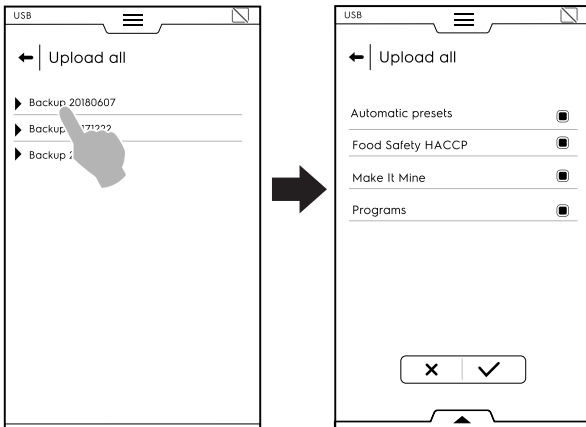 USB
Upload all
Backup 20180607
Backup
Backup
USB
Upload all
Automatic presets
Food Safety HACCP
Make It Mine
Programs